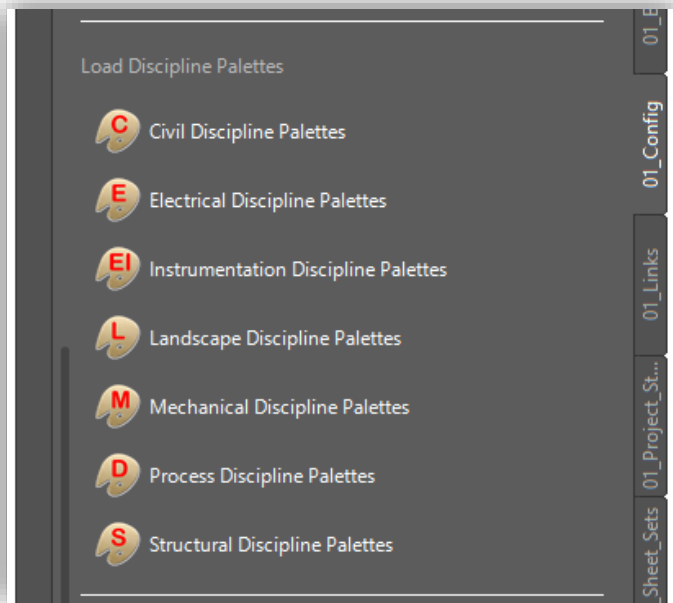 Load Discipline Palettes
C Civil Discipline Palettes
E Electrical Discipline Palettes
EI Instrumentation Discipline Palettes
L Landscape Discipline Palettes
M Mechanical Discipline Palettes
D Process Discipline Palettes
S Structural Discipline Palettes
01_Config
01_Links
01_Project_St...
_Sheet_Sets